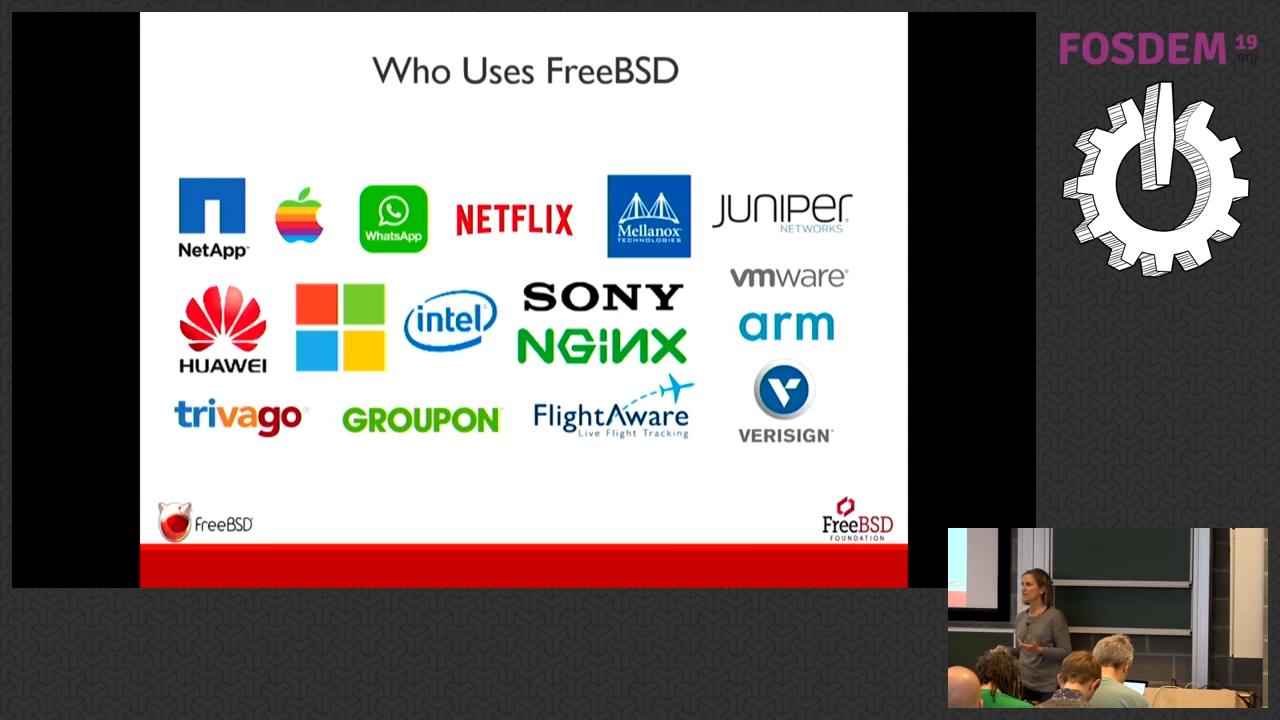 Who Uses FreeBSD
NetApp™
WhatsApp
NETFLIX
Mellanox
TECHNOLOGIES
JUNIPER
NETWORKS
vmware
HUAWEI
intel
SONY
NGiNX
arm
trivago
GROUPON
FlightAware
Live Flight Tracking
VERISIGN
FreeBSD
FreeBSD
FOUNDATION
FOSDEM 19
.org